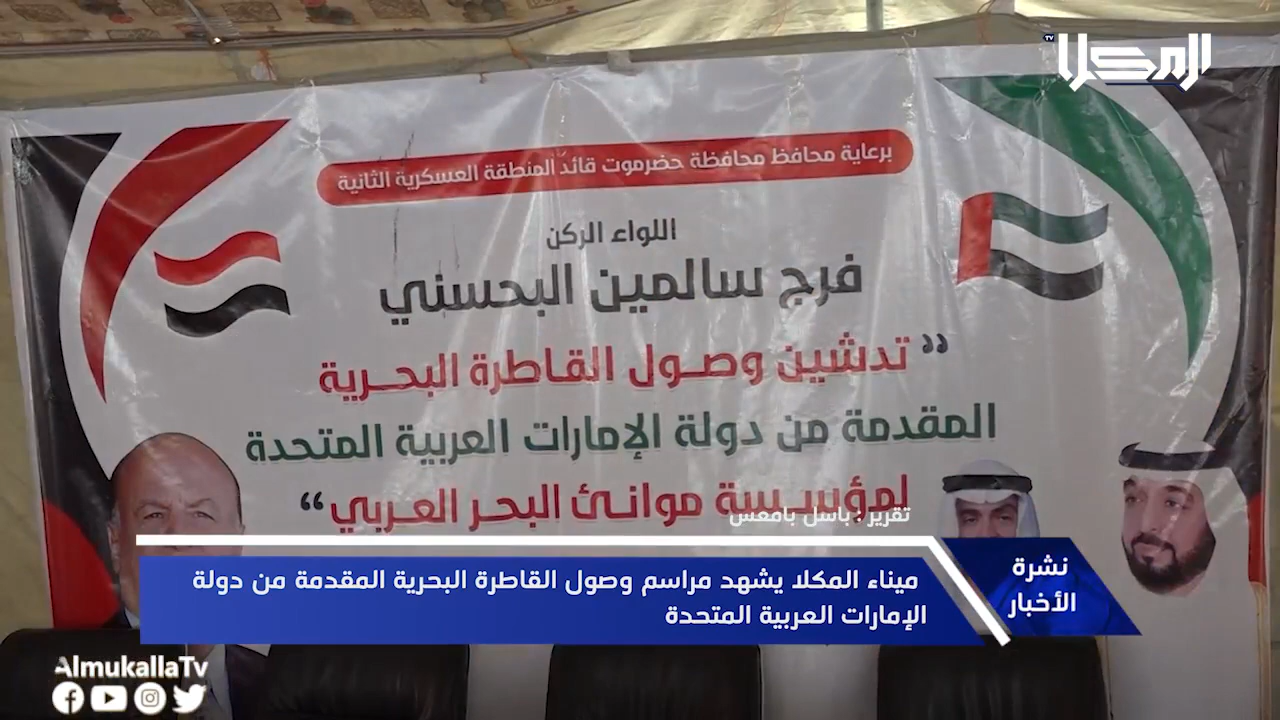 المكلا
TV
برعاية محافظ محافظة حضرموت قائد المنطقة العسكرية الثانية
اللواء الركن
فرج سالمين البحسني
“ تدشين وصول القاطرة البحرية
المقدمة من دولة الإمارات العربية المتحدة
لمؤسسة موانئ البحر العربي “
تقرير : باسل بامعس
نشرة
الأخبار
ميناء المكلا يشهد مراسم وصول القاطرة البحرية المقدمة من دولة
الإمارات العربية المتحدة
AlmukallaTv